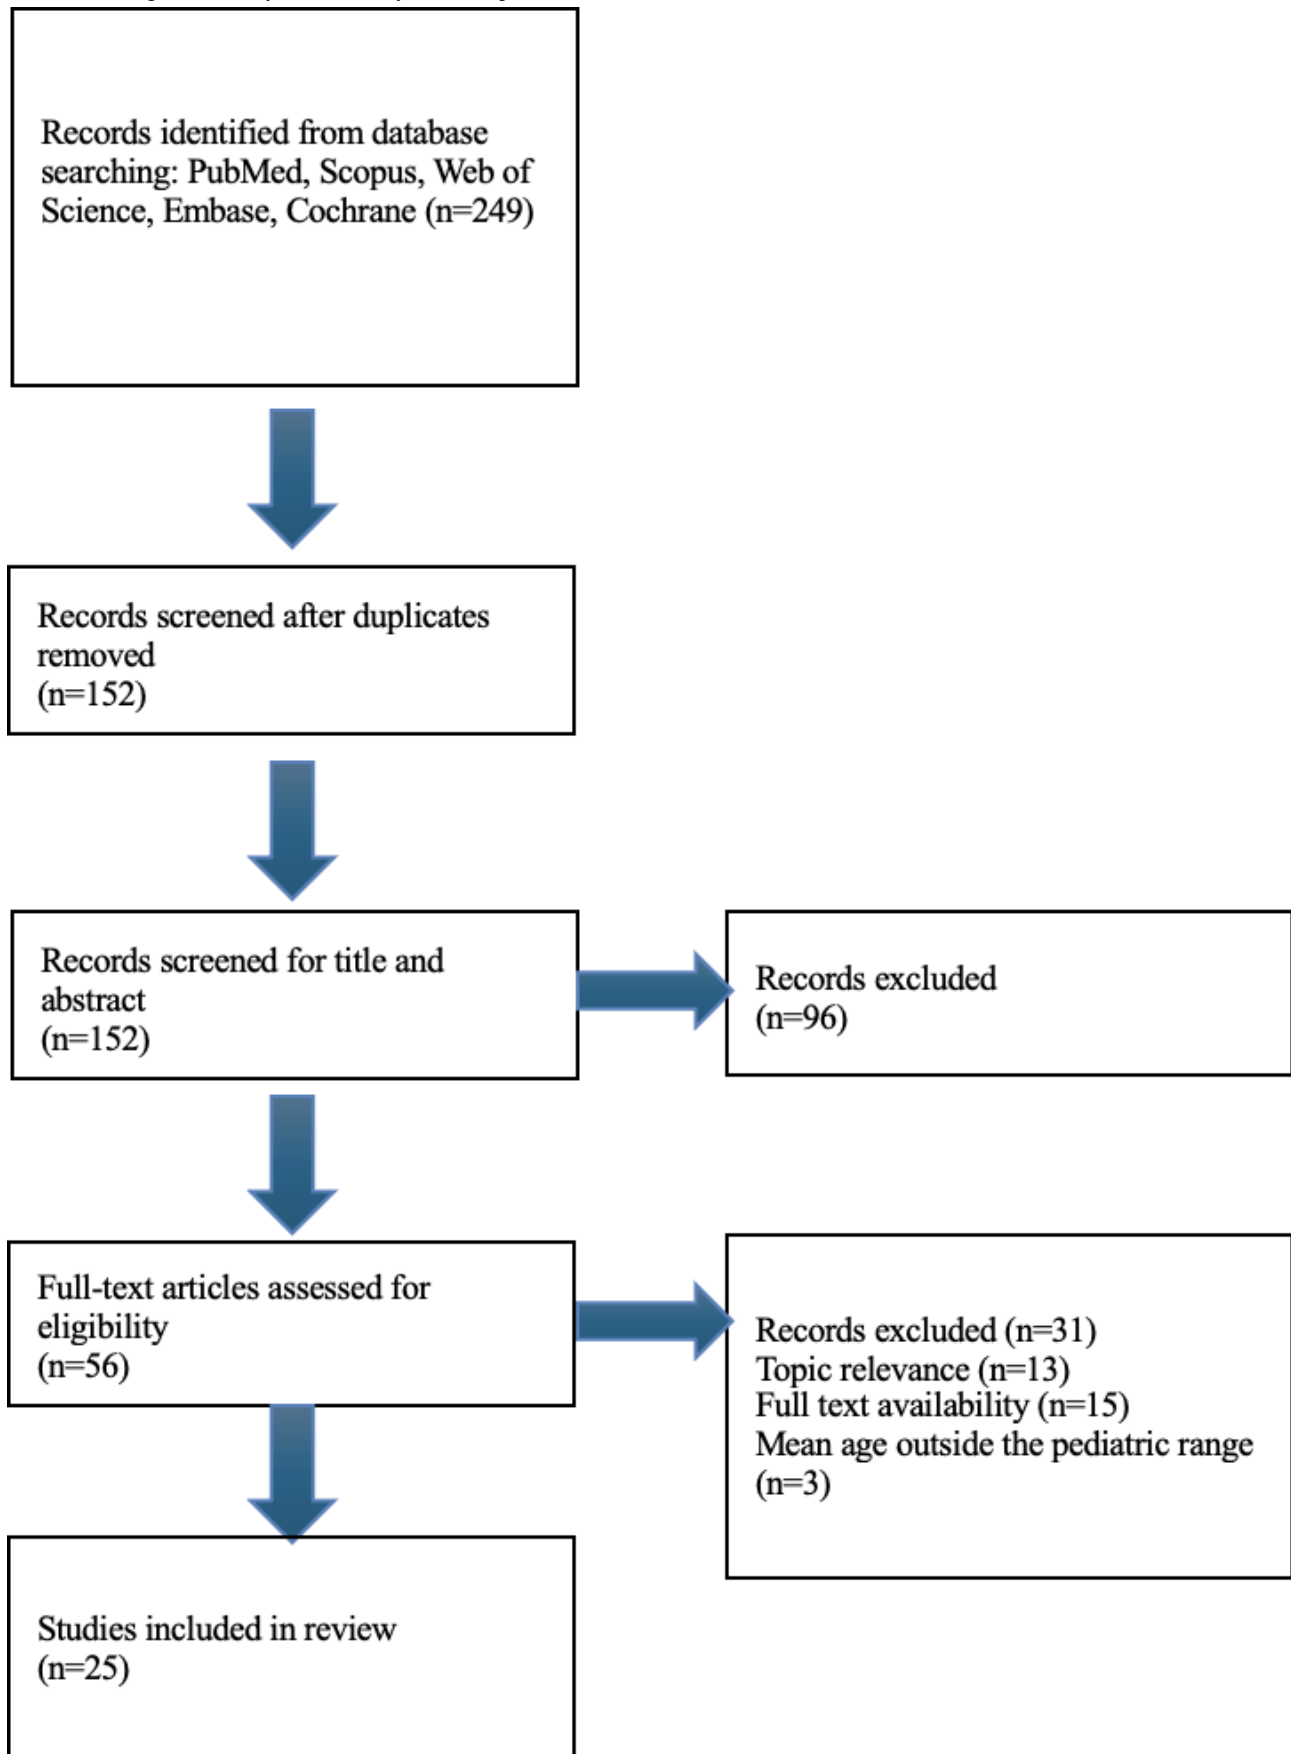 Records identified from database
searching: PubMed, Scopus, Web of
Science, Embase, Cochrane (n=249)
Records screened after duplicates
removed
(n=152)
Records screened for title and
abstract
(n=152)
Records excluded
(n=96)
Full-text articles assessed for
eligibility
(n=56)
Records excluded (n=31)
Topic relevance (n=13)
Full text availability (n=15)
Mean age outside the pediatric range
(n=3)
Studies included in review
(n=25)